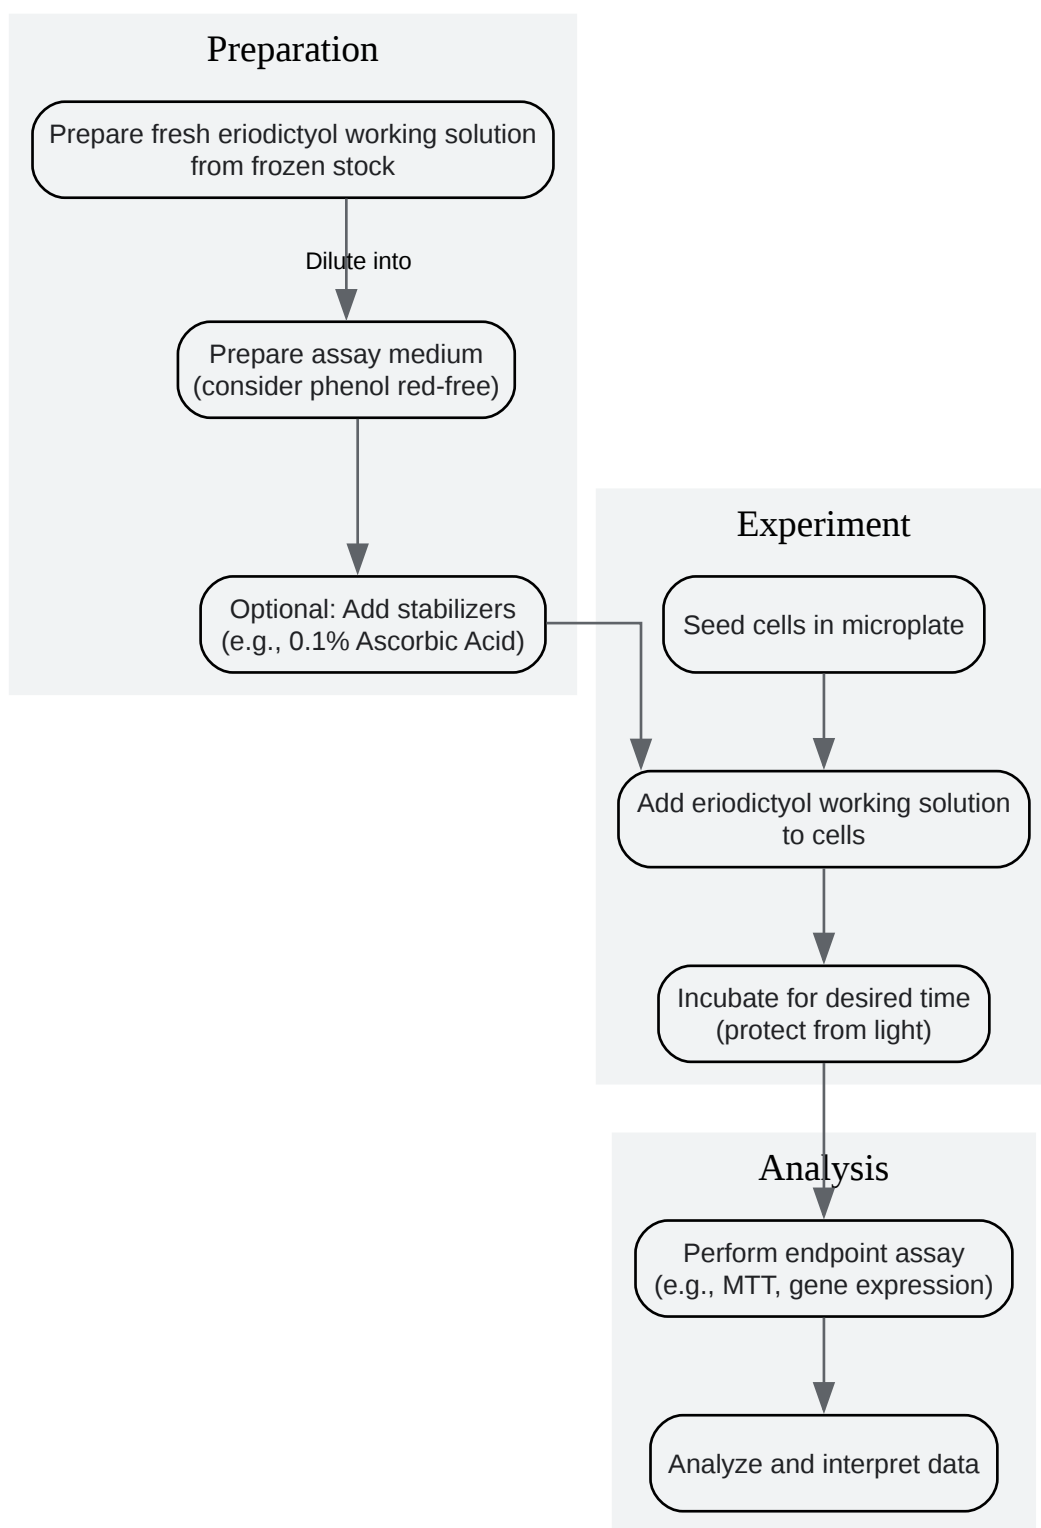 Preparation
Prepare fresh eriodictyol working solution
from frozen stock
Dilute into
Prepare assay medium
(consider phenol red-free)
Optional: Add stabilizers
(e.g., 0.1% Ascorbic Acid)
Experiment
Seed cells in microplate
Add eriodictyol working solution
to cells
Incubate for desired time
(protect from light)
Analysis
Perform endpoint assay
(e.g., MTT, gene expression)
Analyze and interpret data